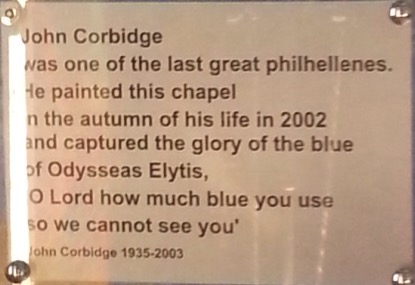 John Corbidge
was one of the last great philhellenes.
He painted this chapel
in the autumn of his life in 2002
and captured the glory of the blue
of Odysseas Elytis,
'O Lord how much blue you use
so we cannot see you'
John Corbidge 1935-2003